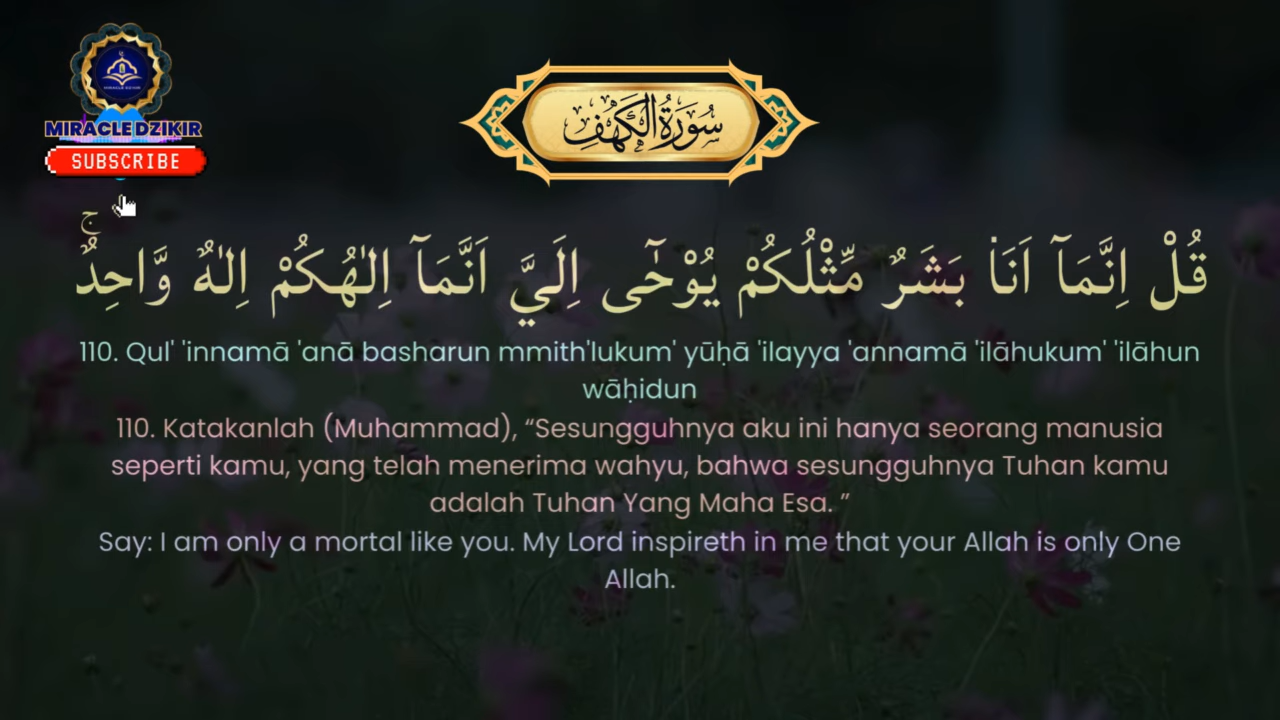 MIRACLE DZIKIR
SUBSCRIBE
سُوْرَةُ الْكَهْفِ
قُلْ اِنَّمَآ اَنَا۠ بَشَرٌ مِّثْلُكُمْ يُوْحٰٓى اِلَيَّ اَنَّمَآ اِلٰهُكُمْ اِلٰهٌ وَّاحِدٌۚ
110. Qul' 'innamā 'anā basharun mmith'lukum' yūḥā 'ilayya 'annamā 'ilāhukum' 'ilāhun
wāḥidun
110. Katakanlah (Muhammad), “Sesungguhnya aku ini hanya seorang manusia
seperti kamu, yang telah menerima wahyu, bahwa sesungguhnya Tuhan kamu
adalah Tuhan Yang Maha Esa. ”
Say: I am only a mortal like you. My Lord inspireth in me that your Allah is only One
Allah.